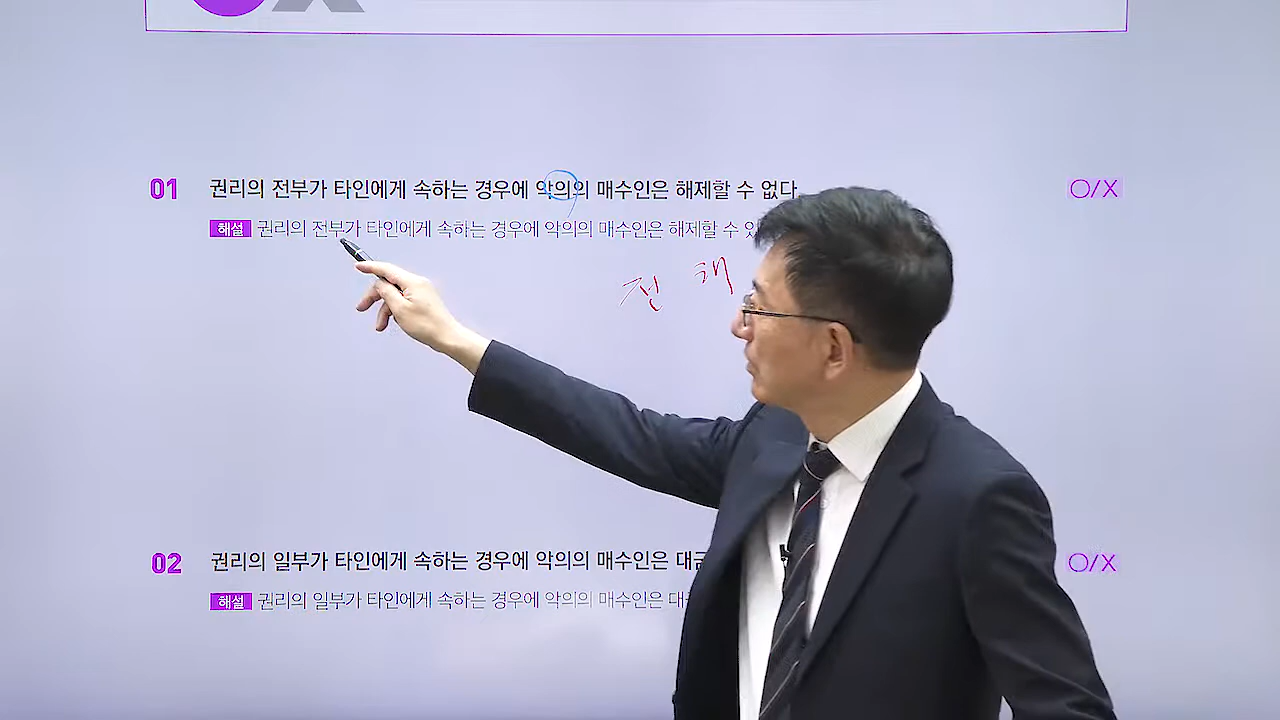 01 권리의 전부가 타인에게 속하는 경우에 악의의 매수인은 해제할 수 없다. O/X
해설 권리의 전부가 타인에게 속하는 경우에 악의의 매수인은 해제할 수
전 해
02 권리의 일부가 타인에게 속하는 경우에 악의의 매수인은 대금 O/X
해설 권리의 일부가 타인에게 속하는 경우에 악의의 매수인은